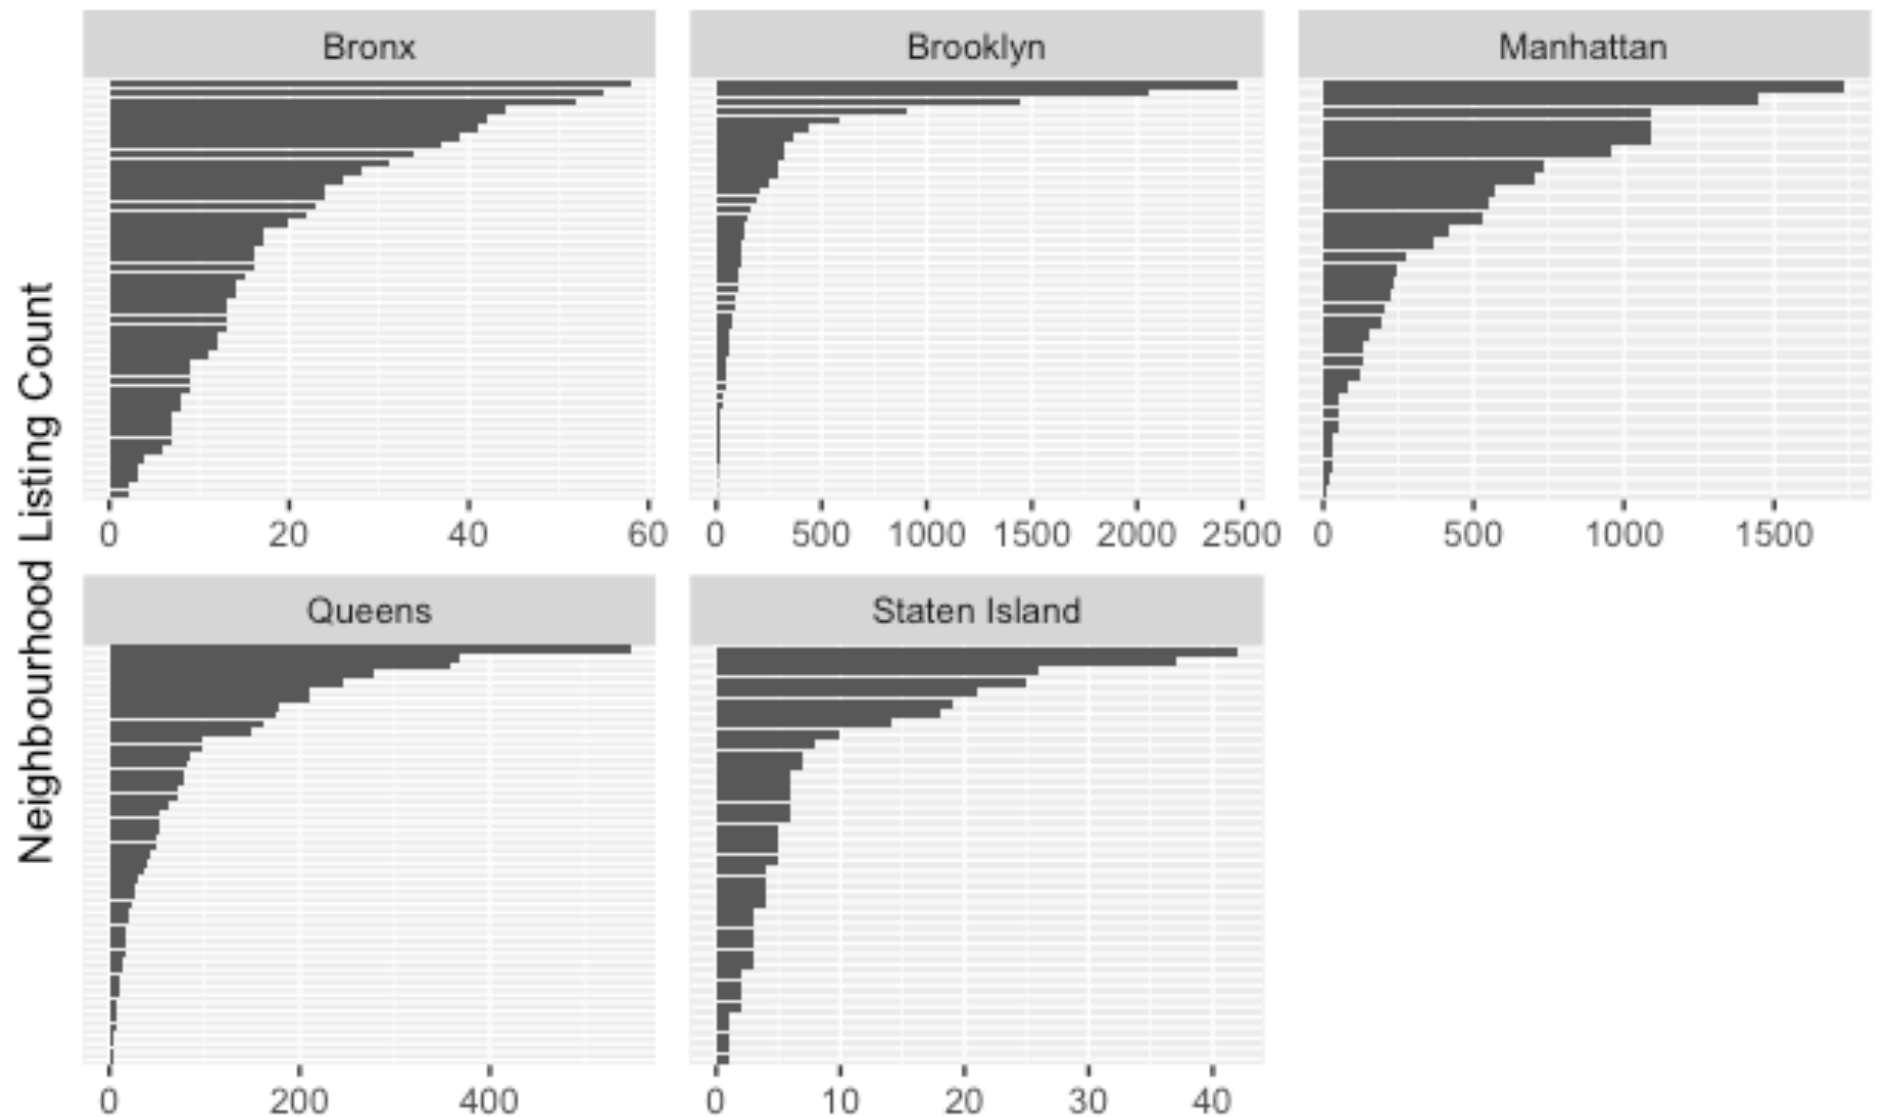 Bronx
Brooklyn
Manhattan
0 20 40 60
0 500 1000 1500 2000 2500
0 500 1000 1500
Neighbourhood Listing Count
Queens
Staten Island
0 200 400
0 10 20 30 40